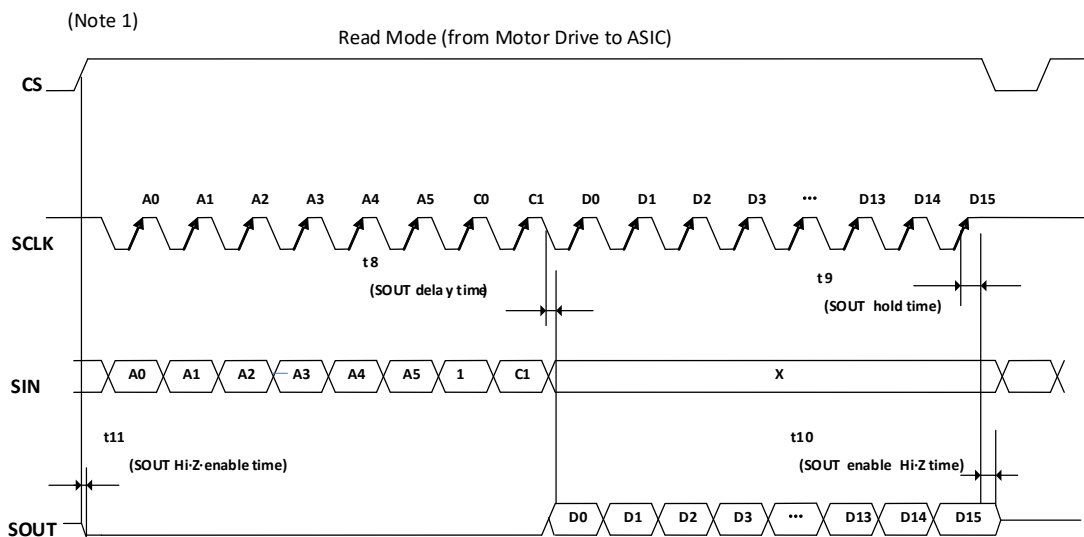 (Note 1)
Read Mode (from Motor Drive to ASIC)
CS
A0 A1 A2 A3 A4 A5 C0 C1 D0 D1 D2 D3 ••• D13 D14 D15
SCLK
t8
(SOUT delay time)
t9
(SOUT hold time)
SIN
A0 A1 A2 A3 A4 A5 1 C1 X
t11
(SOUT Hi-Z-enable time)
t10
(SOUT enable Hi-Z time)
SOUT
D0 D1 D2 D3 ••• D13 D14 D15